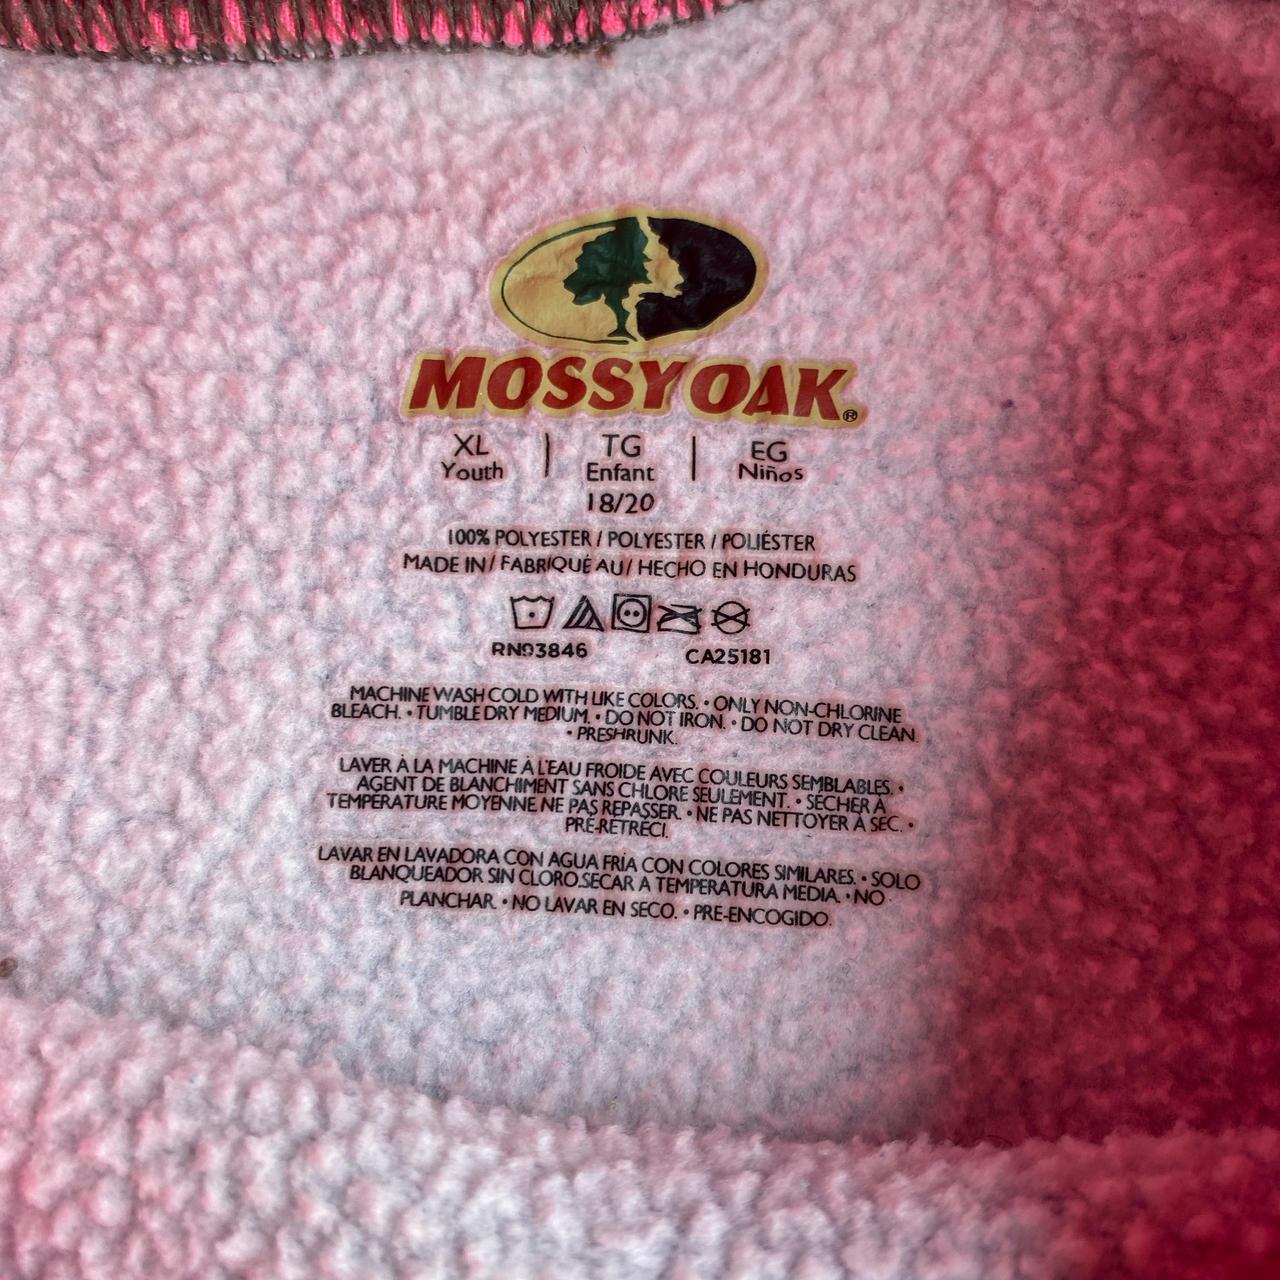 MOSSY OAK®
XL | TG | EG
Youth Enfant Niños
18/20
100% POLYESTER / POLYESTER / POLIÉSTER
MADE IN / FABRIQUÉ AU / HECHO EN HONDURAS
RN93846 CA25181
MACHINE WASH COLD WITH LIKE COLORS. • ONLY NON-CHLORINE
BLEACH. • TUMBLE DRY MEDIUM. • DO NOT IRON. • DO NOT DRY CLEAN.
• PRESHRUNK.
LAVER À LA MACHINE À L'EAU FROIDE AVEC COULEURS SEMBLABLES. •
AGENT DE BLANCHIMENT SANS CHLORE SEULEMENT. • SÉCHER À
TEMPÉRATURE MOYENNE. NE PAS REPASSER. • NE PAS NETTOYER À SEC. •
PRÉ-RÉTRÉCI.
LAVAR EN LAVADORA CON AGUA FRÍA CON COLORES SIMILARES. • SOLO
BLANQUEADOR SIN CLORO.SECAR A TEMPERATURA MEDIA. • NO
PLANCHAR. • NO LAVAR EN SECO. • PRE-ENCOGIDO.